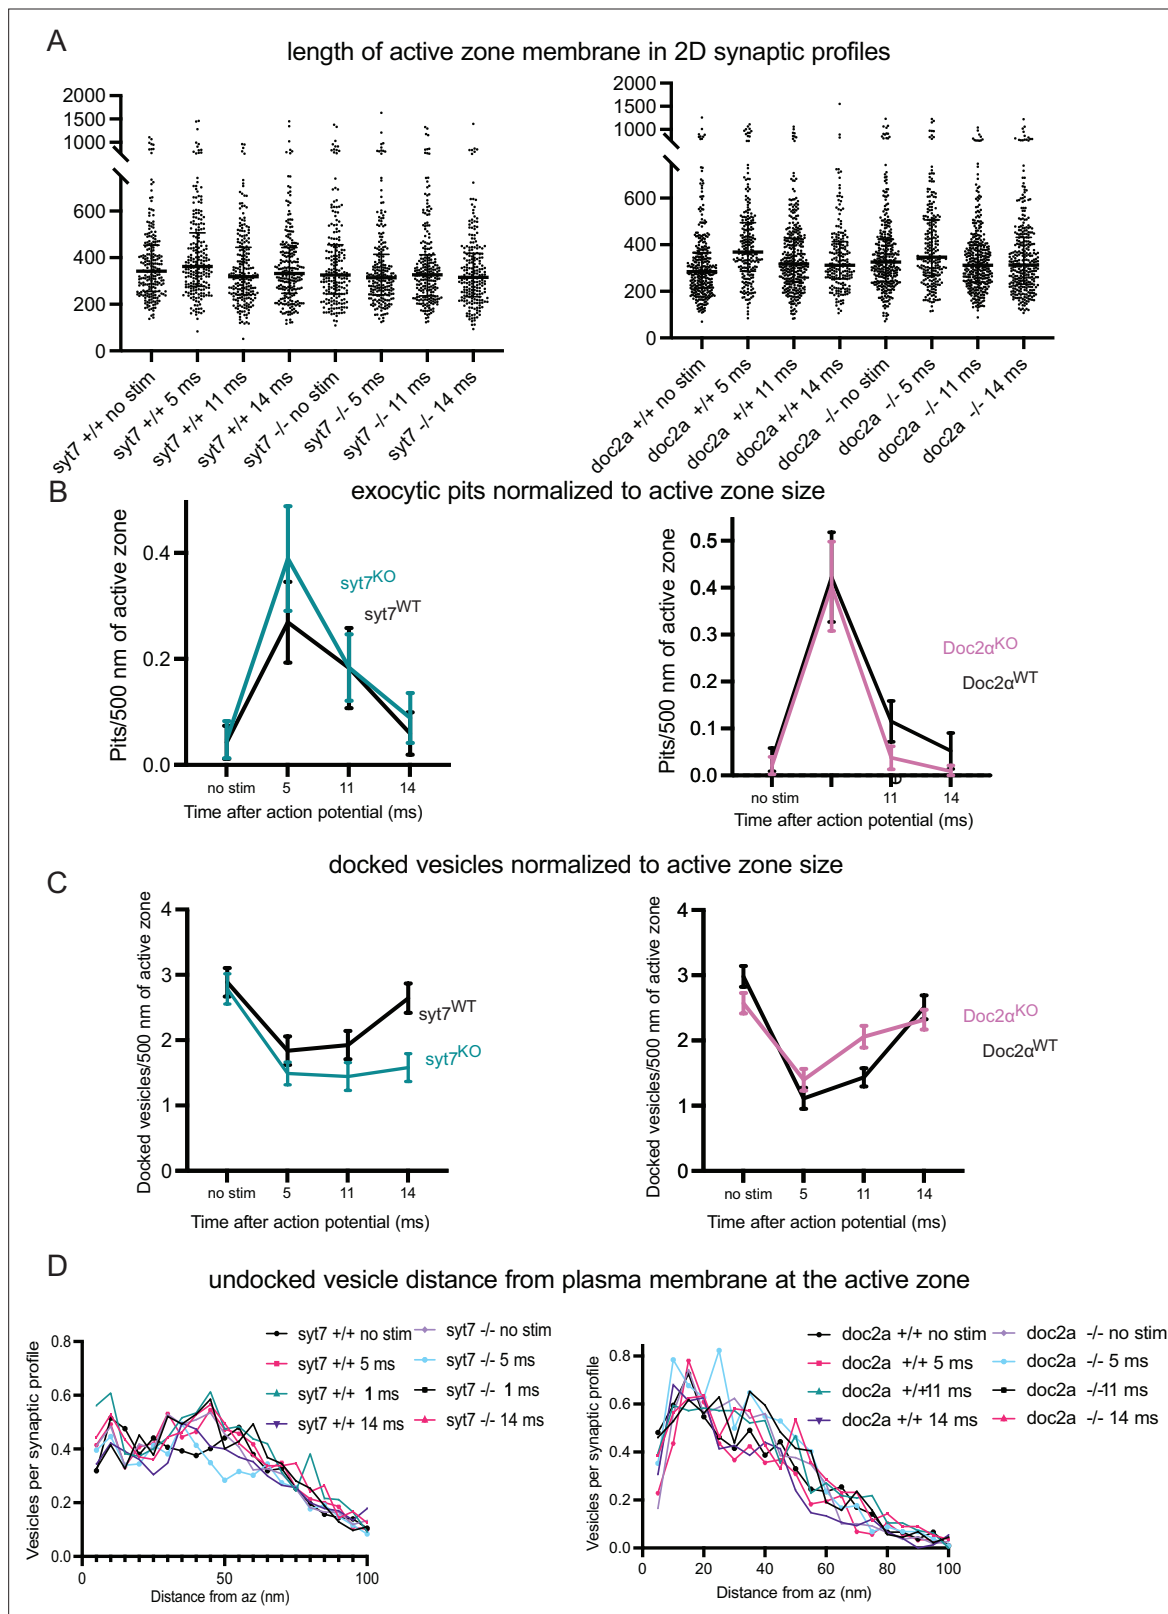 A
length of active zone membrane in 2D synaptic profiles
2000
1500
1000
600
400
200
0
syt7 +/+ no stim
syt7 +/+ 5 ms
syt7 +/+ 11 ms
syt7 +/+ 14 ms
syt7 -/- no stim
syt7 -/- 5 ms
syt7 -/- 11 ms
syt7 -/- 14 ms
2000
1500
1000
600
400
200
0
doc2a +/+ no stim
doc2a +/+ 5 ms
doc2a +/+ 11 ms
doc2a +/+ 14 ms
doc2a -/- no stim
doc2a -/- 5 ms
doc2a -/- 11 ms
doc2a -/- 14 ms
B
exocytic pits normalized to active zone size
Pits/500 nm of active zone
0.4
0.2
0.0
syt7KO
syt7WT
no stim 5 11 14
Time after action potential (ms)
Pits/500 nm of active zone
0.5
0.4
0.3
0.2
0.1
0.0
Doc2αKO
Doc2αWT
no stim 11 14
Time after action potential (ms)
C
docked vesicles normalized to active zone size
Docked vesicles/500 nm of active zone
4
3
2
1
0
syt7WT
syt7KO
no stim 5 11 14
Time after action potential (ms)
Docked vesicles/500 nm of active zone
4
3
2
1
0
Doc2αKO
Doc2αWT
no stim 5 11 14
Time after action potential (ms)
D
undocked vesicle distance from plasma membrane at the active zone
Vesicles per synaptic profile
0.8
0.6
0.4
0.2
0.0
syt7 +/+ no stim
syt7 +/+ 5 ms
syt7 +/+ 1 ms
syt7 +/+ 14 ms
syt7 -/- no stim
syt7 -/- 5 ms
syt7 -/- 1 ms
syt7 -/- 14 ms
0 50 100
Distance from az (nm)
Vesicles per synaptic profile
0.8
0.6
0.4
0.2
0.0
doc2a +/+ no stim
doc2a +/+ 5 ms
doc2a +/+11 ms
doc2a +/+ 14 ms
doc2a -/- no stim
doc2a -/- 5 ms
doc2a -/-11 ms
doc2a -/- 14 ms
0 20 40 60 80 100
Distance from az (nm)